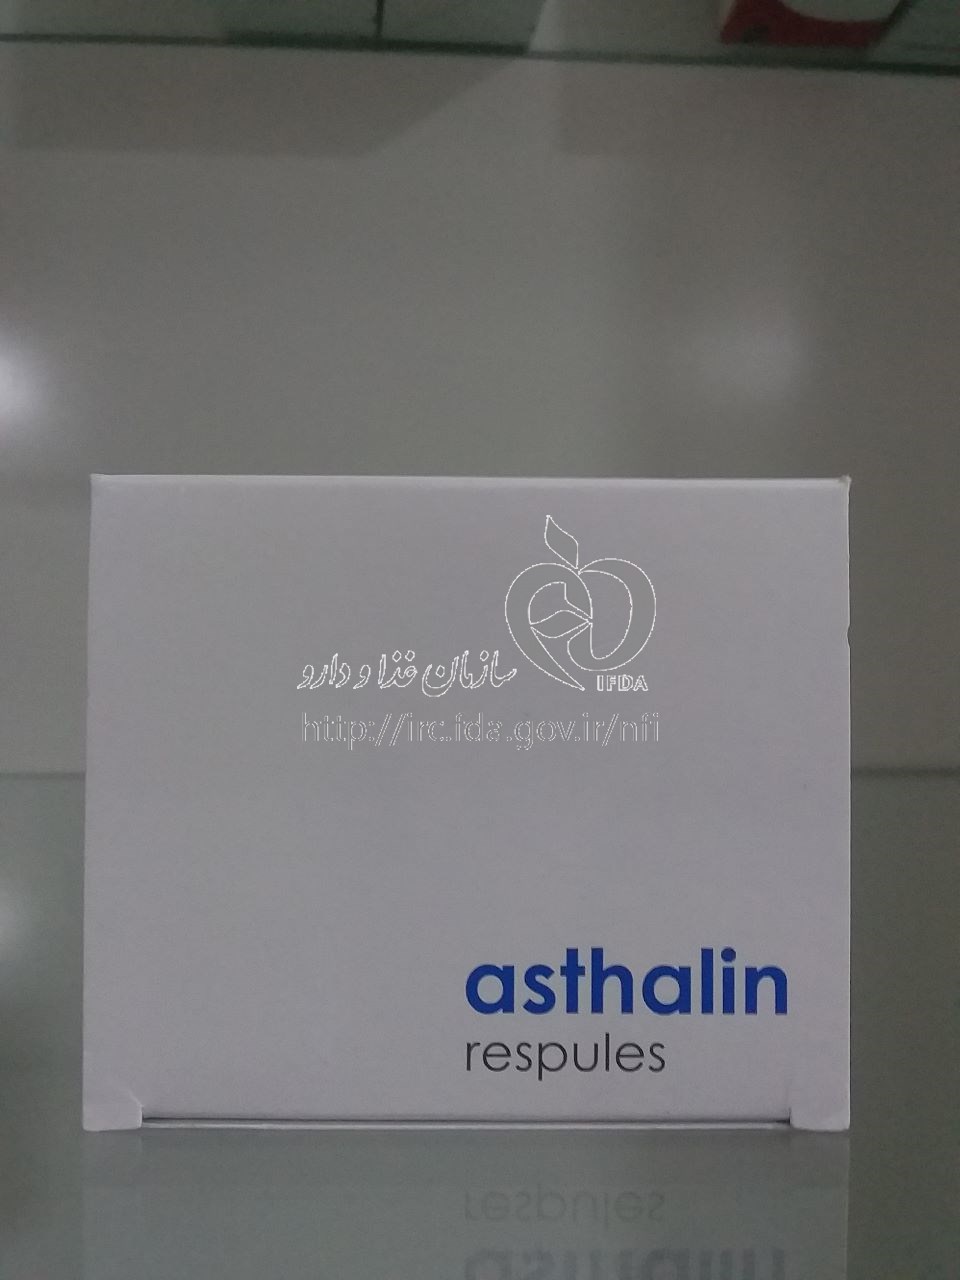 IFDA
سازمان غذا و دارو
http://irc.fda.gov.ir/nfi
asthalin
respules